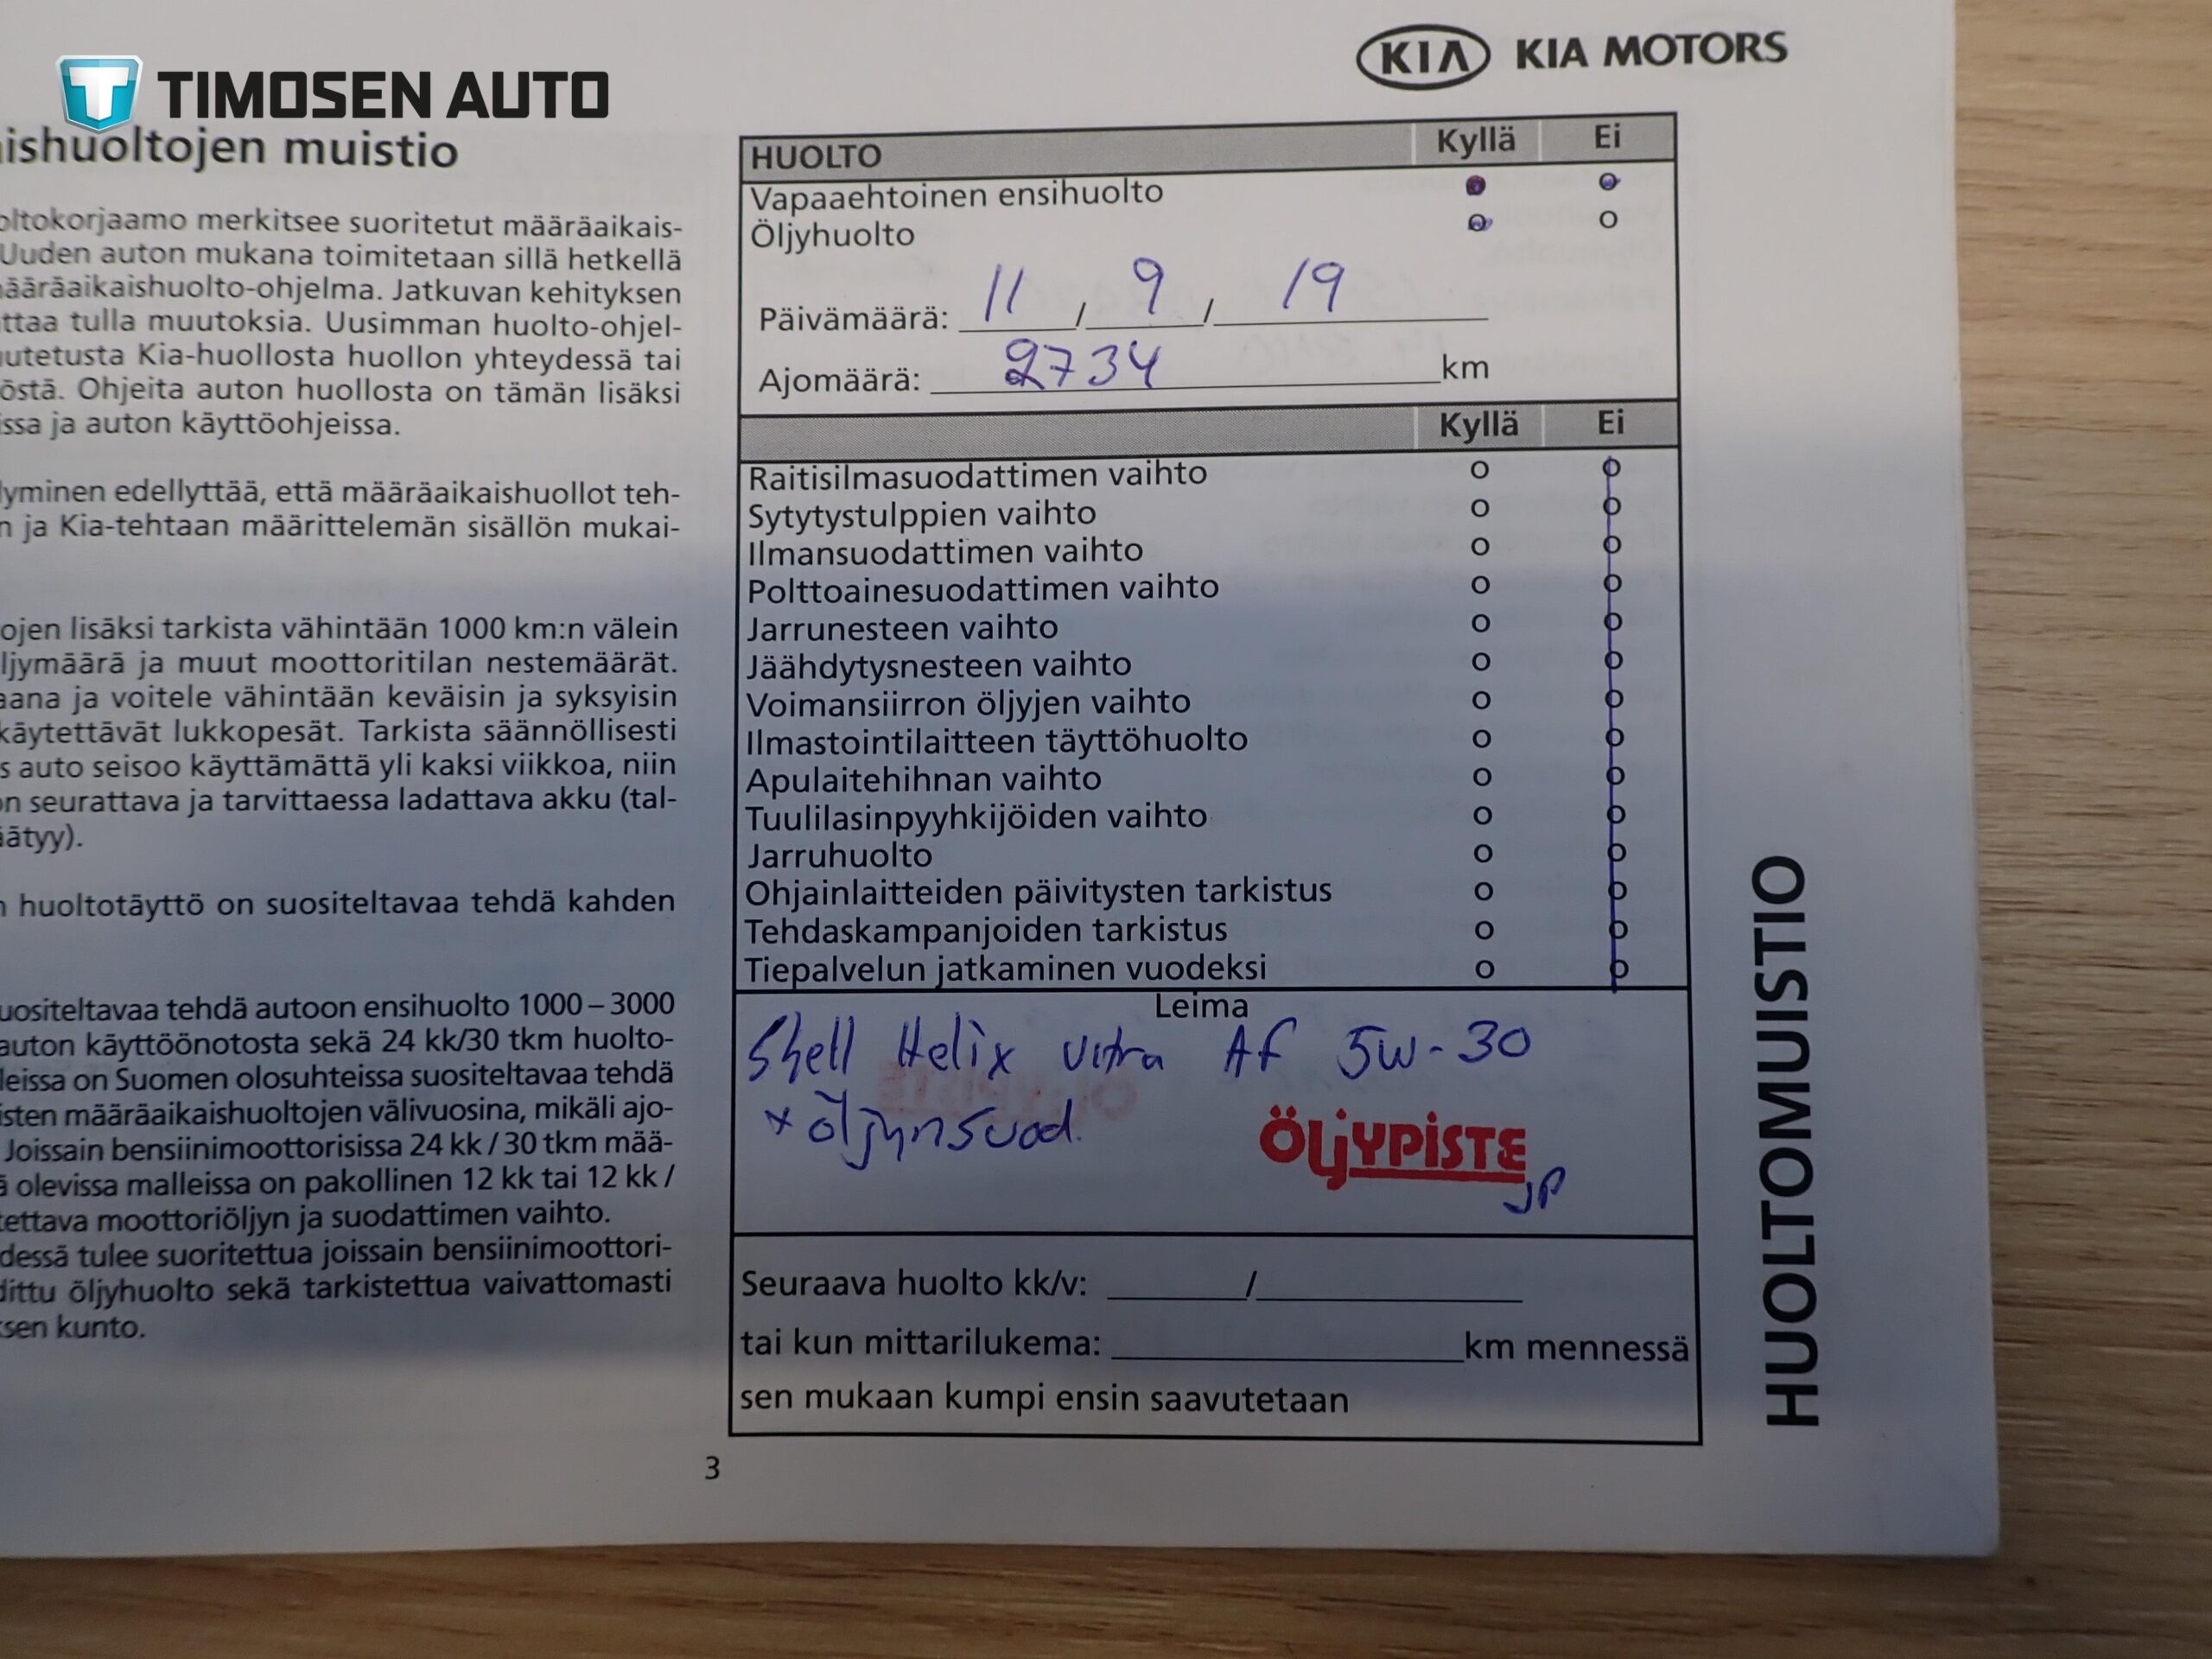 TIMOSEN AUTO
KIA KIA MOTORS
ishuoltojen muistio
oltokorjaamo merkitsee suoritetut määräaikais-
Uuden auton mukana toimitetaan sillä hetkellä
ääräaikaishuolto-ohjelma. Jatkuvan kehityksen
ttaa tulla muutoksia. Uusimman huolto-ohjel-
utetusta Kia-huollosta huollon yhteydessä tai
östä. Ohjeita auton huollosta on tämän lisäksi
issa ja auton käyttöohjeissa.
lyminen edellyttää, että määräaikaishuollot teh-
n ja Kia-tehtaan määrittelemän sisällön mukai-
ojen lisäksi tarkista vähintään 1000 km:n välein
ljymäärä ja muut moottoritilan nestemäärät.
aana ja voitele vähintään keväisin ja syksyisin
käytettävät lukkopesät. Tarkista säännöllisesti
s auto seisoo käyttämättä yli kaksi viikkoa, niin
on seurattava ja tarvittaessa ladattava akku (tal-
äätyy).
n huoltotäyttö on suositeltavaa tehdä kahden
uositeltavaa tehdä autoon ensihuolto 1000 – 3000
auton käyttöönotosta sekä 24 kk/30 tkm huolto-
leissa on Suomen olosuhteissa suositeltavaa tehdä
isten määräaikaishuoltojen välivuosina, mikäli ajo-
Joissain bensiinimoottorisissa 24 kk / 30 tkm mää-
ä olevissa malleissa on pakollinen 12 kk tai 12 kk /
tettava moottoriöljyn ja suodattimen vaihto.
dessä tulee suoritettua joissain bensiinimoottori-
dittu öljyhuolto sekä tarkistettua vaivattomasti
sen kunto.
HUOLTO Kyllä Ei
Vapaaehtoinen ensihuolto
Öljyhuolto
Päivämäärä: 11 / 9 / 19
Ajomäärä: 2734 km
Kyllä Ei
Raitisilmasuodattimen vaihto
Sytytystulppien vaihto
Ilmansuodattimen vaihto
Polttoainesuodattimen vaihto
Jarrunesteen vaihto
Jäähdytysnesteen vaihto
Voimansiirron öljyjen vaihto
Ilmastointilaitteen täyttöhuolto
Apulaitehihnan vaihto
Tuulilasinpyyhkijöiden vaihto
Jarruhuolto
Ohjainlaitteiden päivitysten tarkistus
Tehdaskampanjoiden tarkistus
Tiepalvelun jatkaminen vuodeksi
Leima
Shell Helix Ultra AF 5W-30
+ öljynsuod.
ÖLJYPISTE
JP
Seuraava huolto kk/v: /
tai kun mittarilukema: km mennessä
sen mukaan kumpi ensin saavutetaan
HUOLTOMUISTIO
3